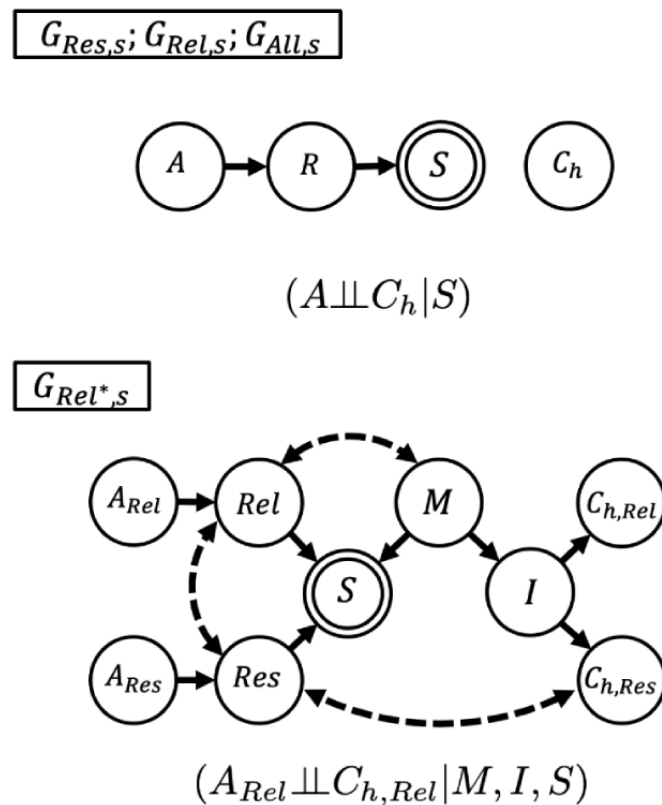 G_{Res,s}; G_{Rel,s}; G_{All,s}
A R S C_h
(A⫫C_h|S)
G_{Rel*,s}
A_{Rel} Rel M C_{h,Rel}
S I
A_{Res} Res C_{h,Res}
(A_{Rel}⫫C_{h,Rel}|M, I, S)